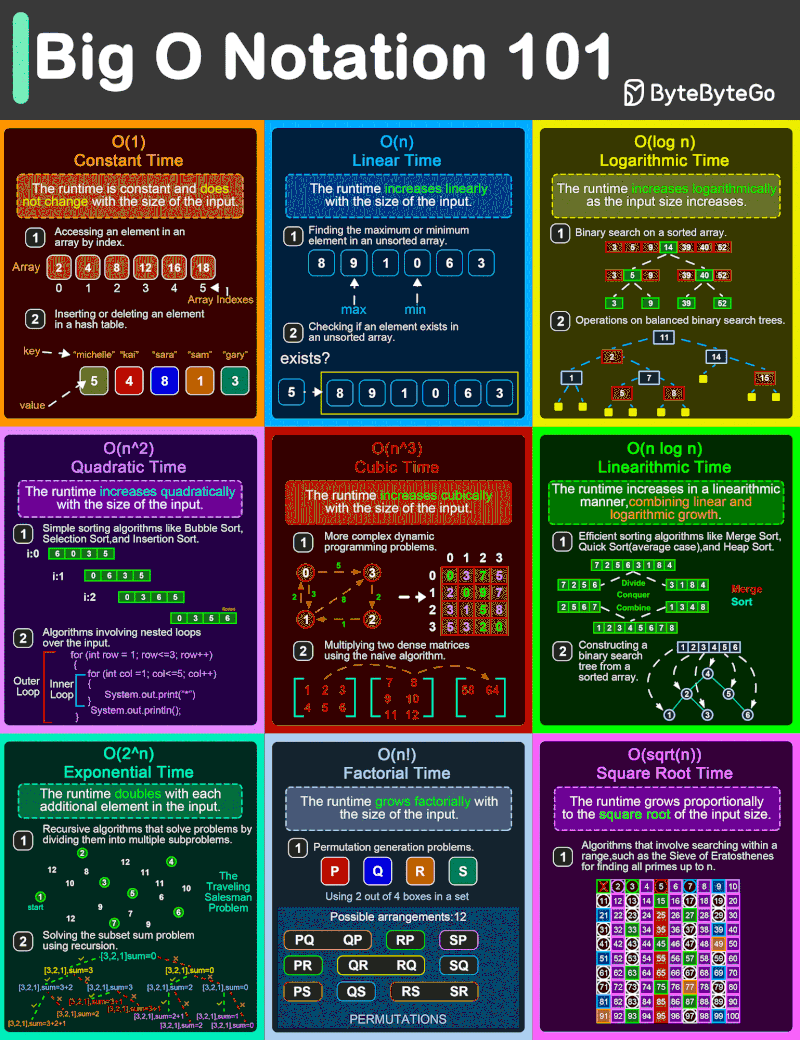 Big O Notation 101
ByteByteGo
O(1)
Constant Time
The runtime is constant and does
not change with the size of the input.
1
Accessing an element in an
array by index.
Array
2 4 8 12 16 18
0 1 2 3 4 5
Array Indexes
2
Inserting or deleting an element
in a hash table.
key
"michelle" "kai" "sara" "sam" "gary"
5 4 8 1 3
value
O(n)
Linear Time
The runtime increases linearly
with the size of the input.
1
Finding the maximum or minimum
element in an unsorted array.
8 9 1 0 6 3
max min
2
Checking if an element exists in
an unsorted array.
exists?
5 8 9 1 0 6 3
O(log n)
Logarithmic Time
The runtime increases logarithmically
as the input size increases.
1
Binary search on a sorted array.
3 5 9 14 39 40 52
3 5 9 39 40 52
3 9 39 52
2
Operations on balanced binary search trees.
11
2 14
1 7 15
5 8
O(n^2)
Quadratic Time
The runtime increases quadratically
with the size of the input.
1
Simple sorting algorithms like Bubble Sort,
Selection Sort,and Insertion Sort.
i:0 6 0 3 5
i:1 0 6 3 5
i:2 0 3 6 5
0 3 5 6
2
Algorithms involving nested loops
over the input.
Outer
Loop
Inner
Loop
for (int row = 1; row<=3; row++)
{
for (int col =1; col<=5; col++)
{
System.out.print("*")
}
System.out.println();
}
O(n^3)
Cubic Time
The runtime increases cubically
with the size of the input.
1
More complex dynamic
programming problems.
0 3 1 2
5 2 3 8 2 1
0 1 2 3
0 0 3 7 5
1 2 0 9 7
2 3 1 5 8
3 5 3 2 0
2
Multiplying two dense matrices
using the naive algorithm.
1 2 3
4 5 6
7 8
9 10
11 12
58 64
O(n log n)
Linearithmic Time
The runtime increases in a linearithmic
manner,combining linear and
logarithmic growth.
1
Efficient sorting algorithms like Merge Sort,
Quick Sort(average case),and Heap Sort.
7 2 5 6 3 1 8 4
7 2 5 6 Divide 3 1 8 4
Conquer
2 5 6 7 Combine 1 3 4 8
1 2 3 4 5 6 7 8
Merge
Sort
2
Constructing a
binary search
tree from a
sorted array.
1 2 3 4 5 6
4
2 5
1 3 6
O(2^n)
Exponential Time
The runtime doubles with each
additional element in the input.
1
Recursive algorithms that solve problems by
dividing them into multiple subproblems.
2 4
12 12
11
10 3 10
5
1 start
12 12 11
9 7 6
The
Traveling
Salesman
Problem
2
Solving the subset sum problem
using recursion.
[3,2,1]sum=0
[3,2,1],sum=3 [3,2,1],sum=0
[3,2,1],sum=3+2 [3,2,1],sum=3 [3,2,1],sum=2 [3,2,1],sum=0
[3,2,1],sum=3+2+1
[3,2,1],sum=2+1
[3,2,1],sum=2
[3,2,1],sum=1
[3,2,1],sum=0
O(n!)
Factorial Time
The runtime grows factorially with
the size of the input.
1
Permutation generation problems.
P Q R S
Using 2 out of 4 boxes in a set
Possible arrangements:12
PQ QP RP SP
PR QR RQ SQ
PS QS RS SR
PERMUTATIONS
O(sqrt(n))
Square Root Time
The runtime grows proportionally
to the square root of the input size.
1
Algorithms that involve searching within a
range,such as the Sieve of Eratosthenes
for finding all primes up to n.
2 3 4 5 6 7 8 9 10
11 12 13 14 15 16 17 18 19 20
21 22 23 24 25 26 27 28 29 30
31 32 33 34 35 36 37 38 39 40
41 42 43 44 45 46 47 48 49 50
51 52 53 54 55 56 57 58 59 60
61 62 63 64 65 66 67 68 69 70
71 72 73 74 75 76 77 78 79 80
81 82 83 84 85 86 87 88 89 90
91 92 93 94 95 96 97 98 99 100